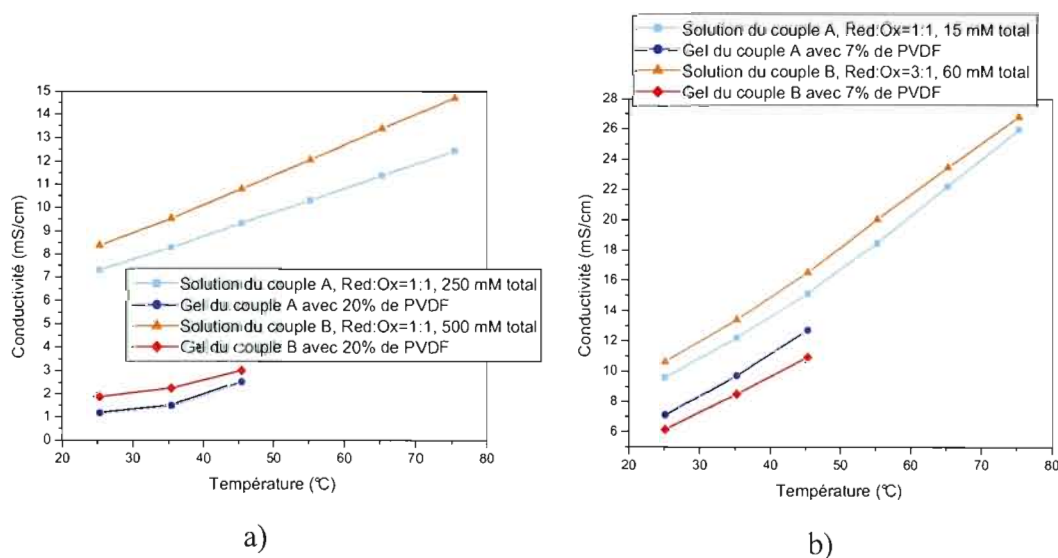 Solution du couple A, Red:Ox=1:1, 15 mM total
Gel du couple A avec 7% de PVDF
Solution du couple B, Red:Ox=3:1, 60 mM total
Gel du couple B avec 7% de PVDF
15
14
13
12
11
10
9
8
7
6
5
4
3
2
1
0
Conductivité (mS/cm)
Solution du couple A, Red:Ox=1:1, 250 mM total
Gel du couple A avec 20% de PVDF
Solution du couple B, Red:Ox=1:1, 500 mM total
Gel du couple B avec 20% de PVDF
20 30 40 50 60 70 80
Température (°C)
a)
28
26
24
22
20
18
16
14
12
10
8
6
Conductivité (mS/cm)
20 30 40 50 60 70 80
Température (°C)
b)